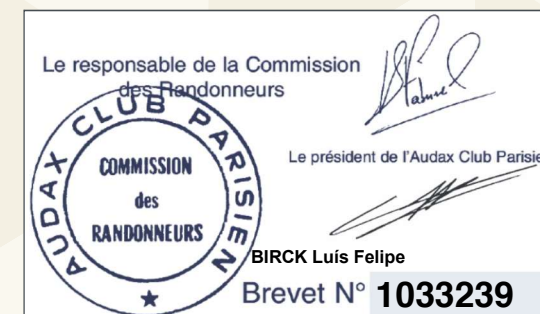 Le responsable de la Commission
des Randonneurs
Le président de l'Audax Club Parisie
AUDAX CLUB PARISIEN
COMMISSION
des
RANDONNEURS
BIRCK Luís Felipe
Brevet N° 1033239